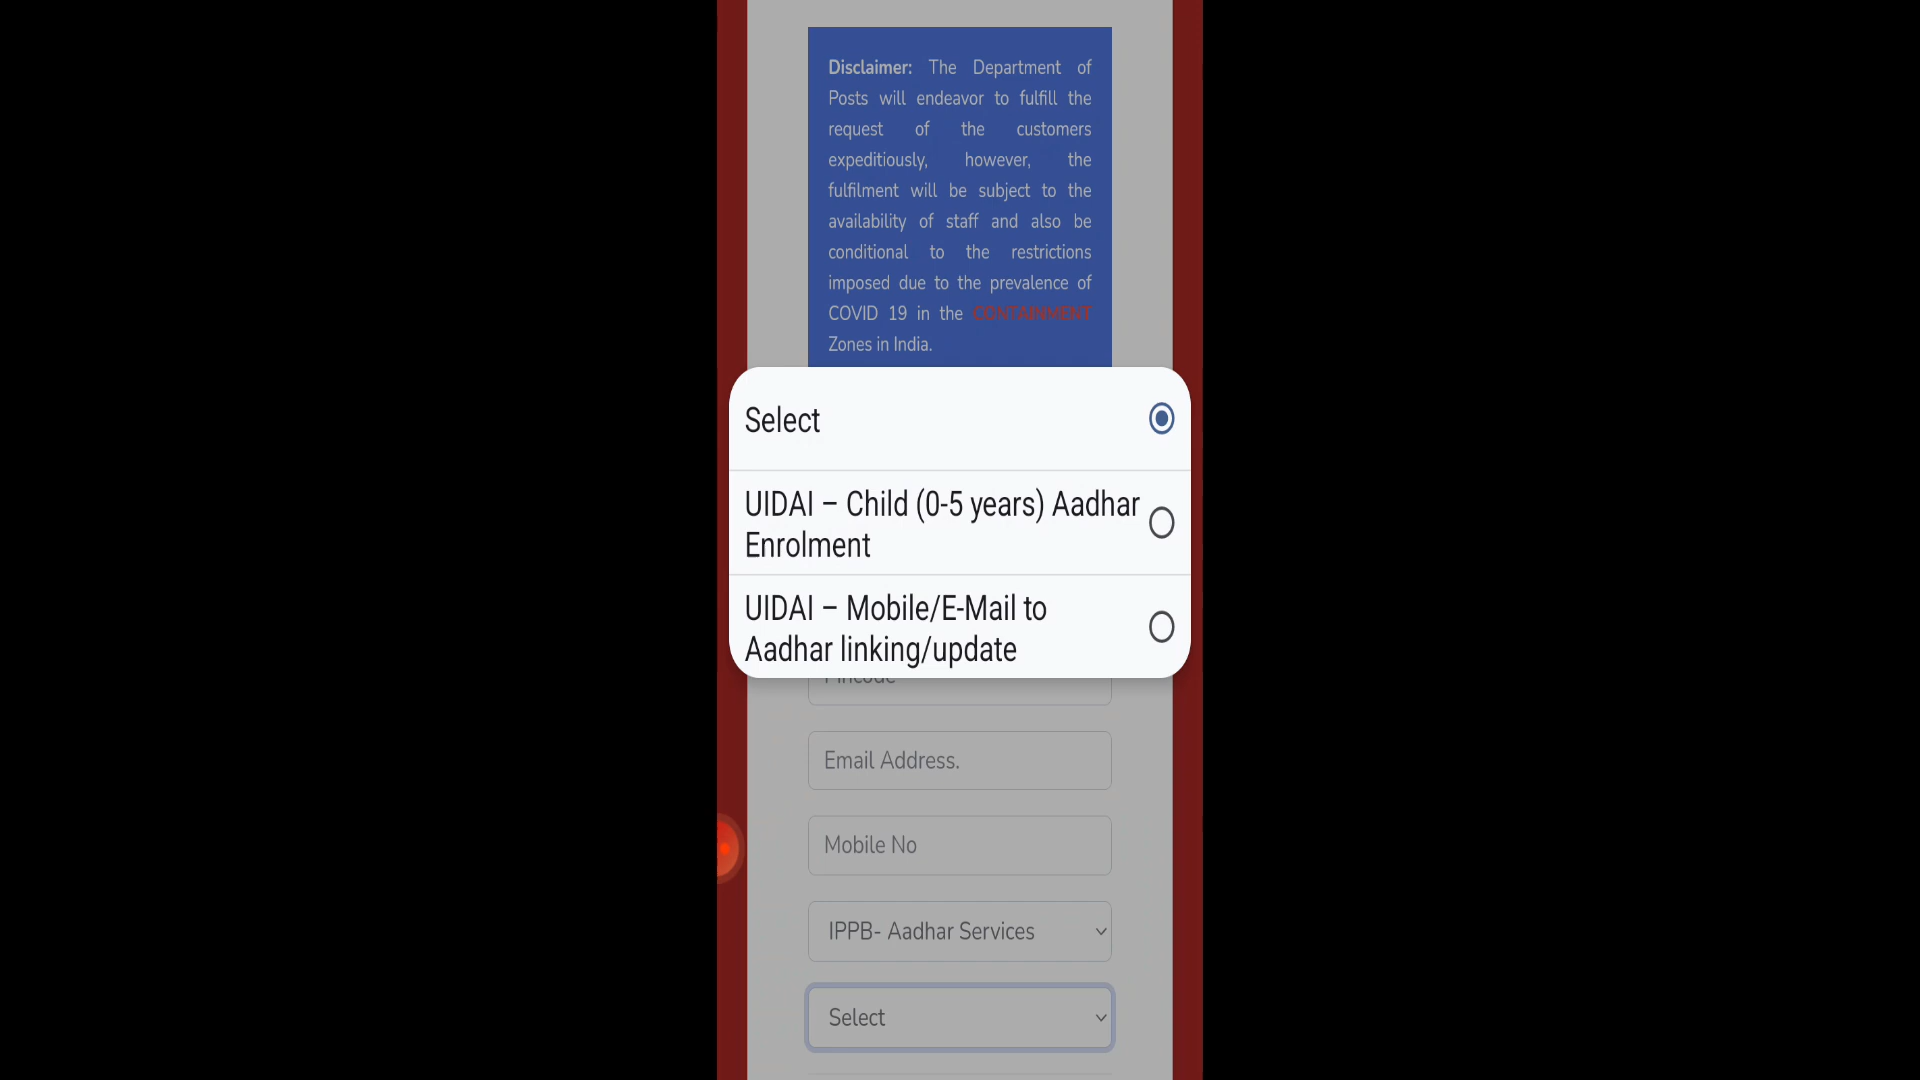 Disclaimer: The Department of
Posts will endeavor to fulfill the
request of the customers
expeditiously, however, the
fulfilment will be subject to the
availability of staff and also be
conditional to the restrictions
imposed due to the prevalence of
COVID 19 in the CONTAINMENT
Zones in India.
Select
UIDAI – Child (0-5 years) Aadhar
Enrolment
UIDAI – Mobile/E-Mail to
Aadhar linking/update
Pincode
Email Address.
Mobile No
IPPB- Aadhar Services
Select